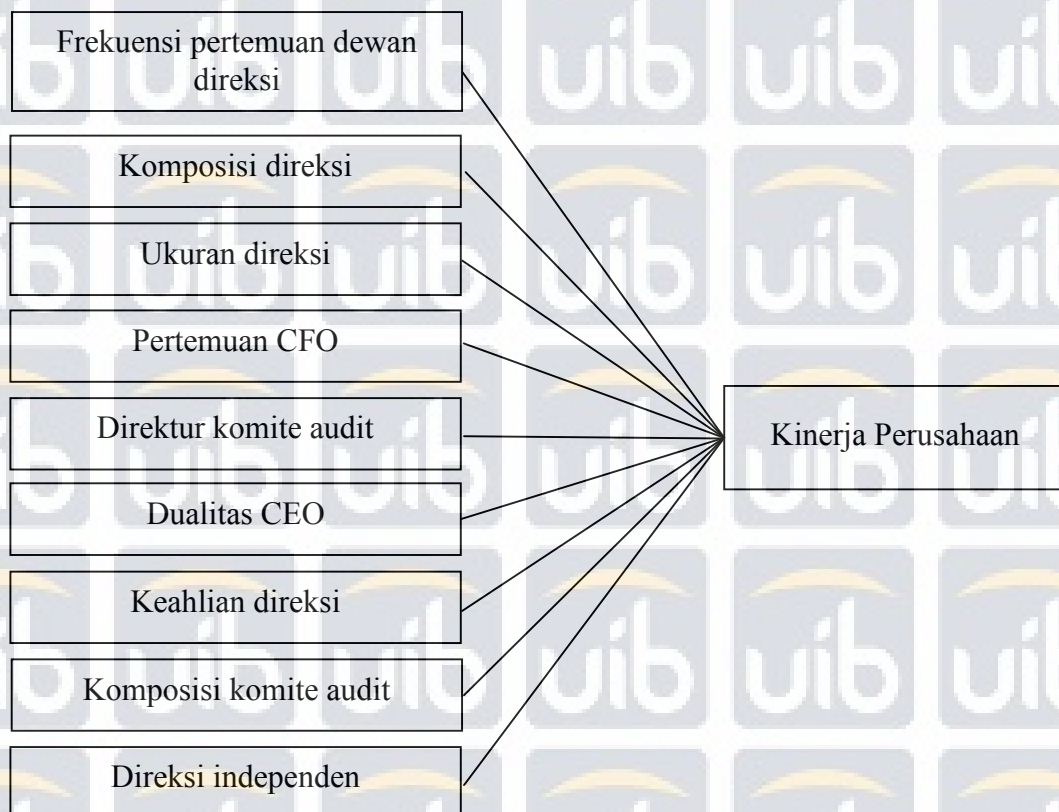 Frekuensi pertemuan dewan
direksi
Komposisi direksi
Ukuran direksi
Pertemuan CFO
Direktur komite audit
Kinerja Perusahaan
Dualitas CEO
Keahlian direksi
Komposisi komite audit
Direksi independen